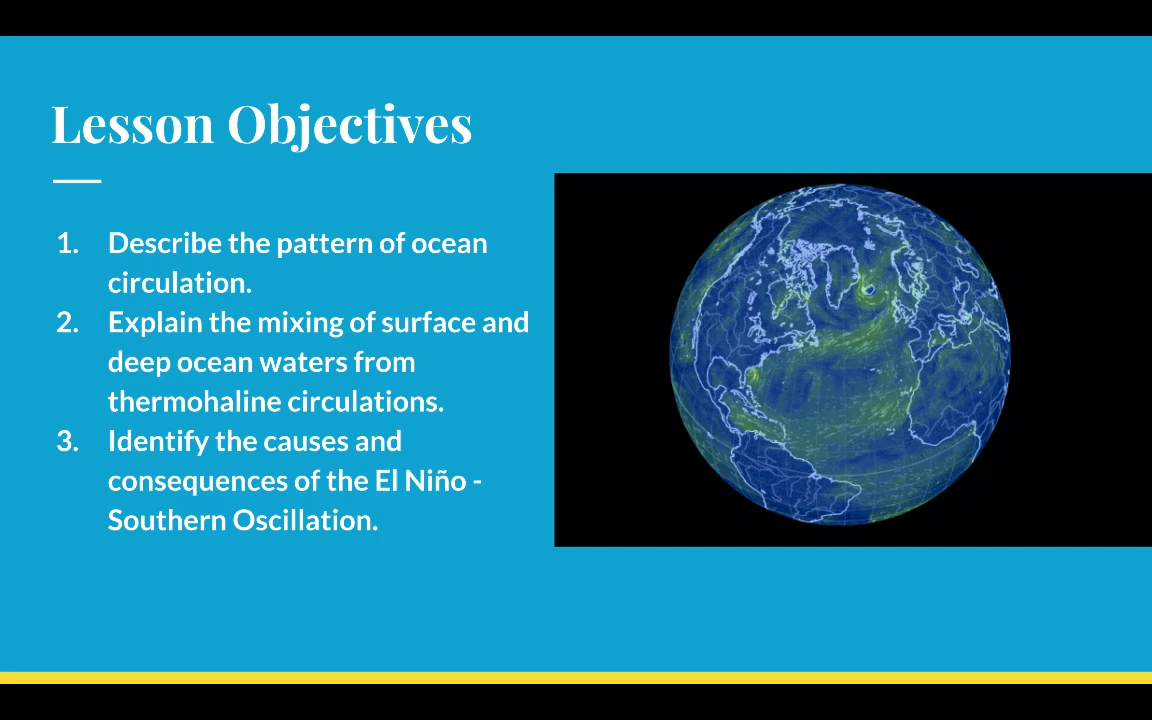 Lesson Objectives
1. Describe the pattern of ocean
circulation.
2. Explain the mixing of surface and
deep ocean waters from
thermohaline circulations.
3. Identify the causes and
consequences of the El Niño -
Southern Oscillation.